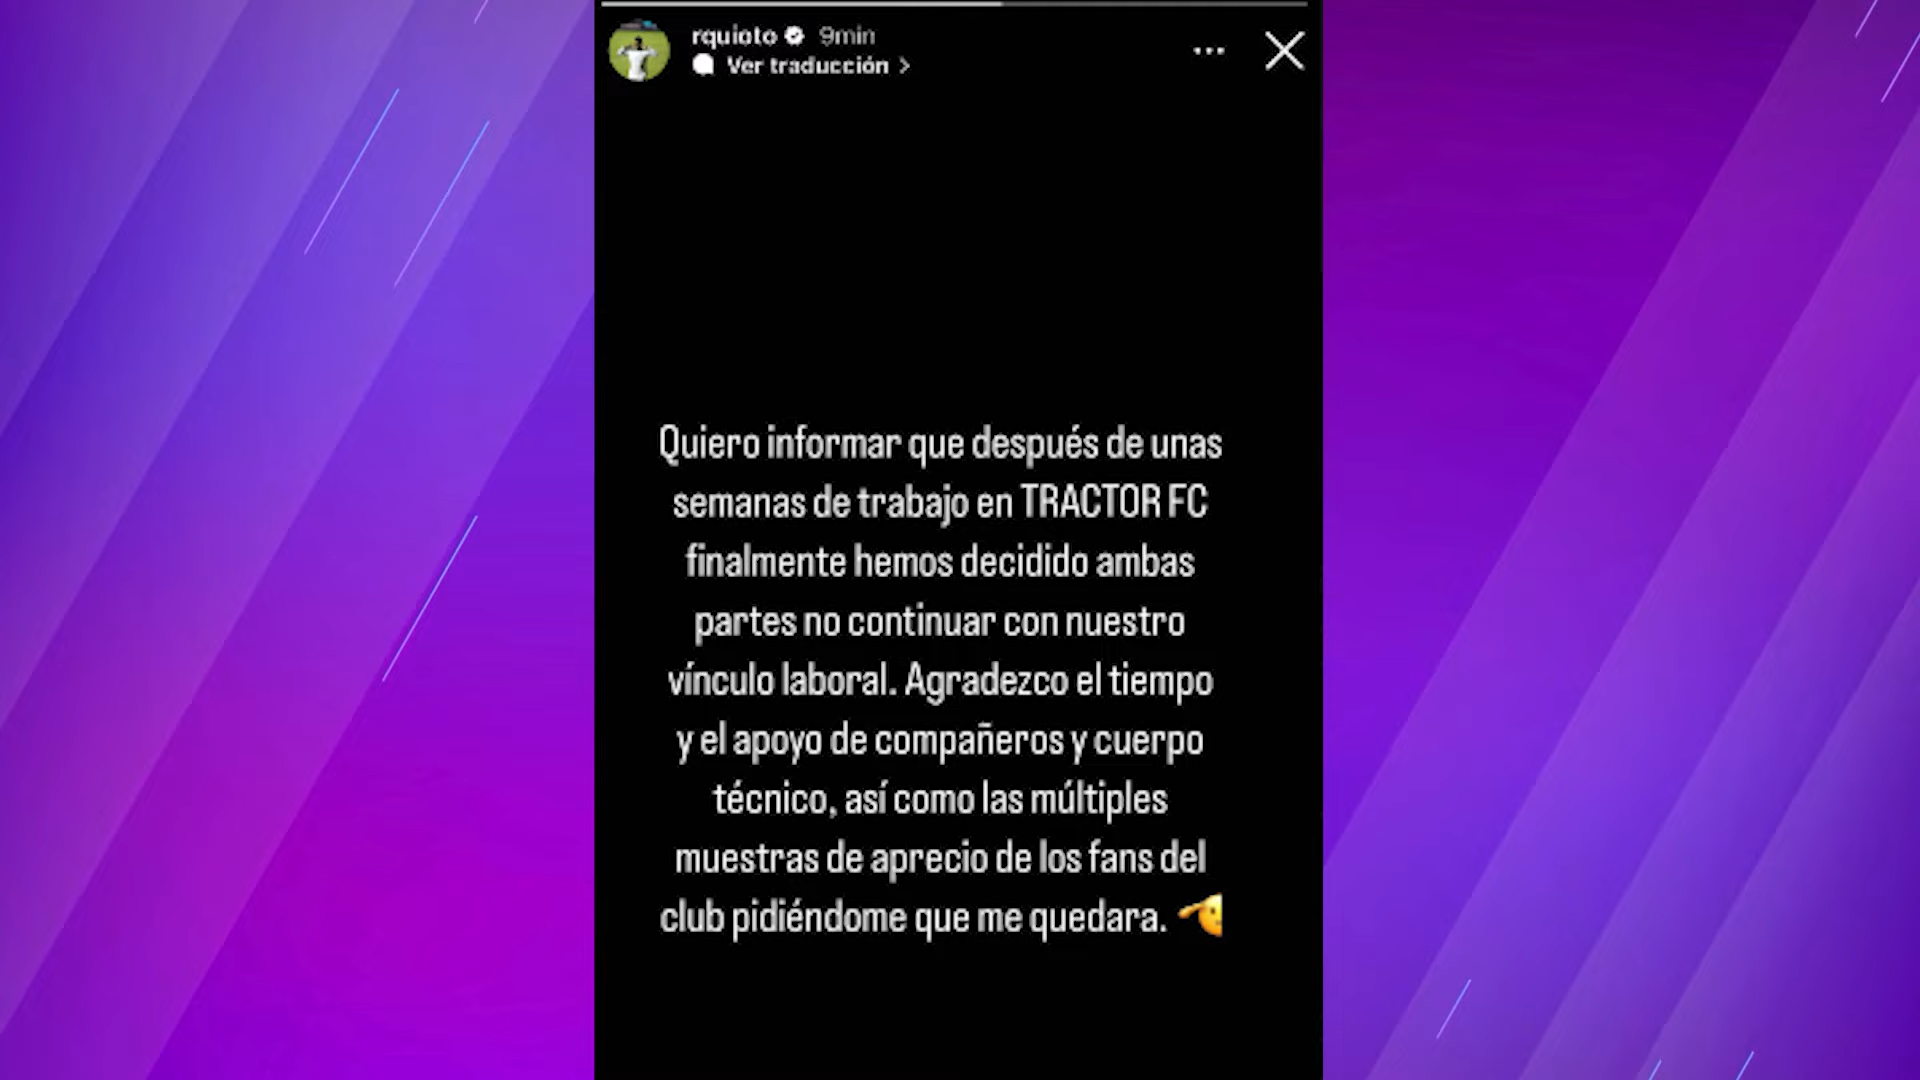 rquioto 9min
Ver traducción
Quiero informar que después de unas
semanas de trabajo en TRACTOR FC
finalmente hemos decidido ambas
partes no continuar con nuestro
vínculo laboral. Agradezco el tiempo
y el apoyo de compañeros y cuerpo
técnico, así como las múltiples
muestras de aprecio de los fans del
club pidiéndome que me quedara.